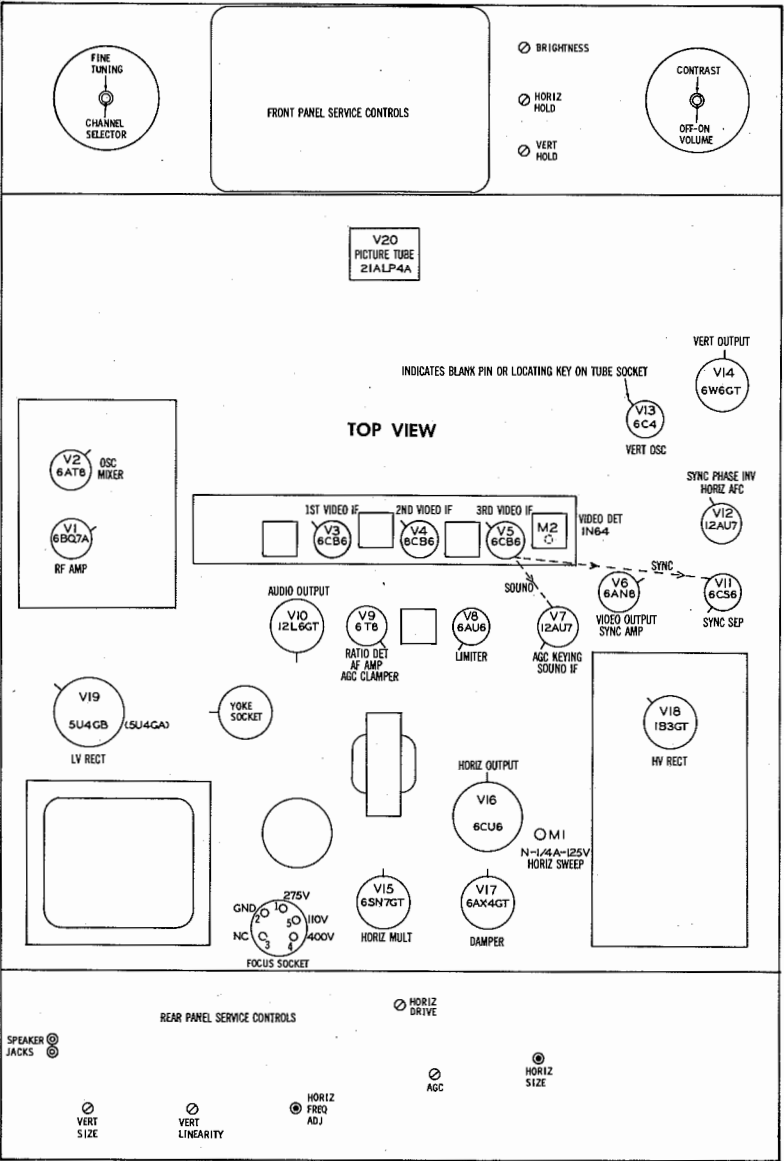 FINE
TUNING
CHANNEL
SELECTOR
FRONT PANEL SERVICE CONTROLS
BRIGHTNESS
HORIZ
HOLD
VERT
HOLD
CONTRAST
OFF-ON
VOLUME
V20
PICTURE TUBE
21ALP4A
VERT OUTPUT
V14
6W6GT
INDICATES BLANK PIN OR LOCATING KEY ON TUBE SOCKET
V13
6C4
VERT OSC
TOP VIEW
V2
6AT8
OSC
MIXER
V1
6BQ7A
RF AMP
1ST VIDEO IF
V3
6CB6
2ND VIDEO IF
V4
6CB6
3RD VIDEO IF
V5
6CB6
M2
VIDEO DET
IN64
SYNC PHASE INV
HORIZ AFC
V12
12AU7
SYNC
SOUND
V6
6AN8
VIDEO OUTPUT
SYNC AMP
V11
6CS6
SYNC SEP
AUDIO OUTPUT
V10
12L6GT
V9
6T8
RATIO DET
AF AMP
AGC CLAMPER
V8
6AU6
LIMITER
V7
12AU7
AGC KEYING
SOUND IF
V19
5U4GB (5U4GA)
LV RECT
YOKE
SOCKET
V18
1B3GT
HV RECT
HORIZ OUTPUT
V16
6CU6
M1
N-1/4A-125V
HORIZ SWEEP
V15
6SN7GT
HORIZ MULT
V17
6AX4GT
DAMPER
275V
GND
1
2
5
110V
NC
3
4
400V
FOCUS SOCKET
REAR PANEL SERVICE CONTROLS
HORIZ
DRIVE
SPEAKER
JACKS
AGC
HORIZ
SIZE
VERT
SIZE
VERT
LINEARITY
HORIZ
FREQ
ADJ